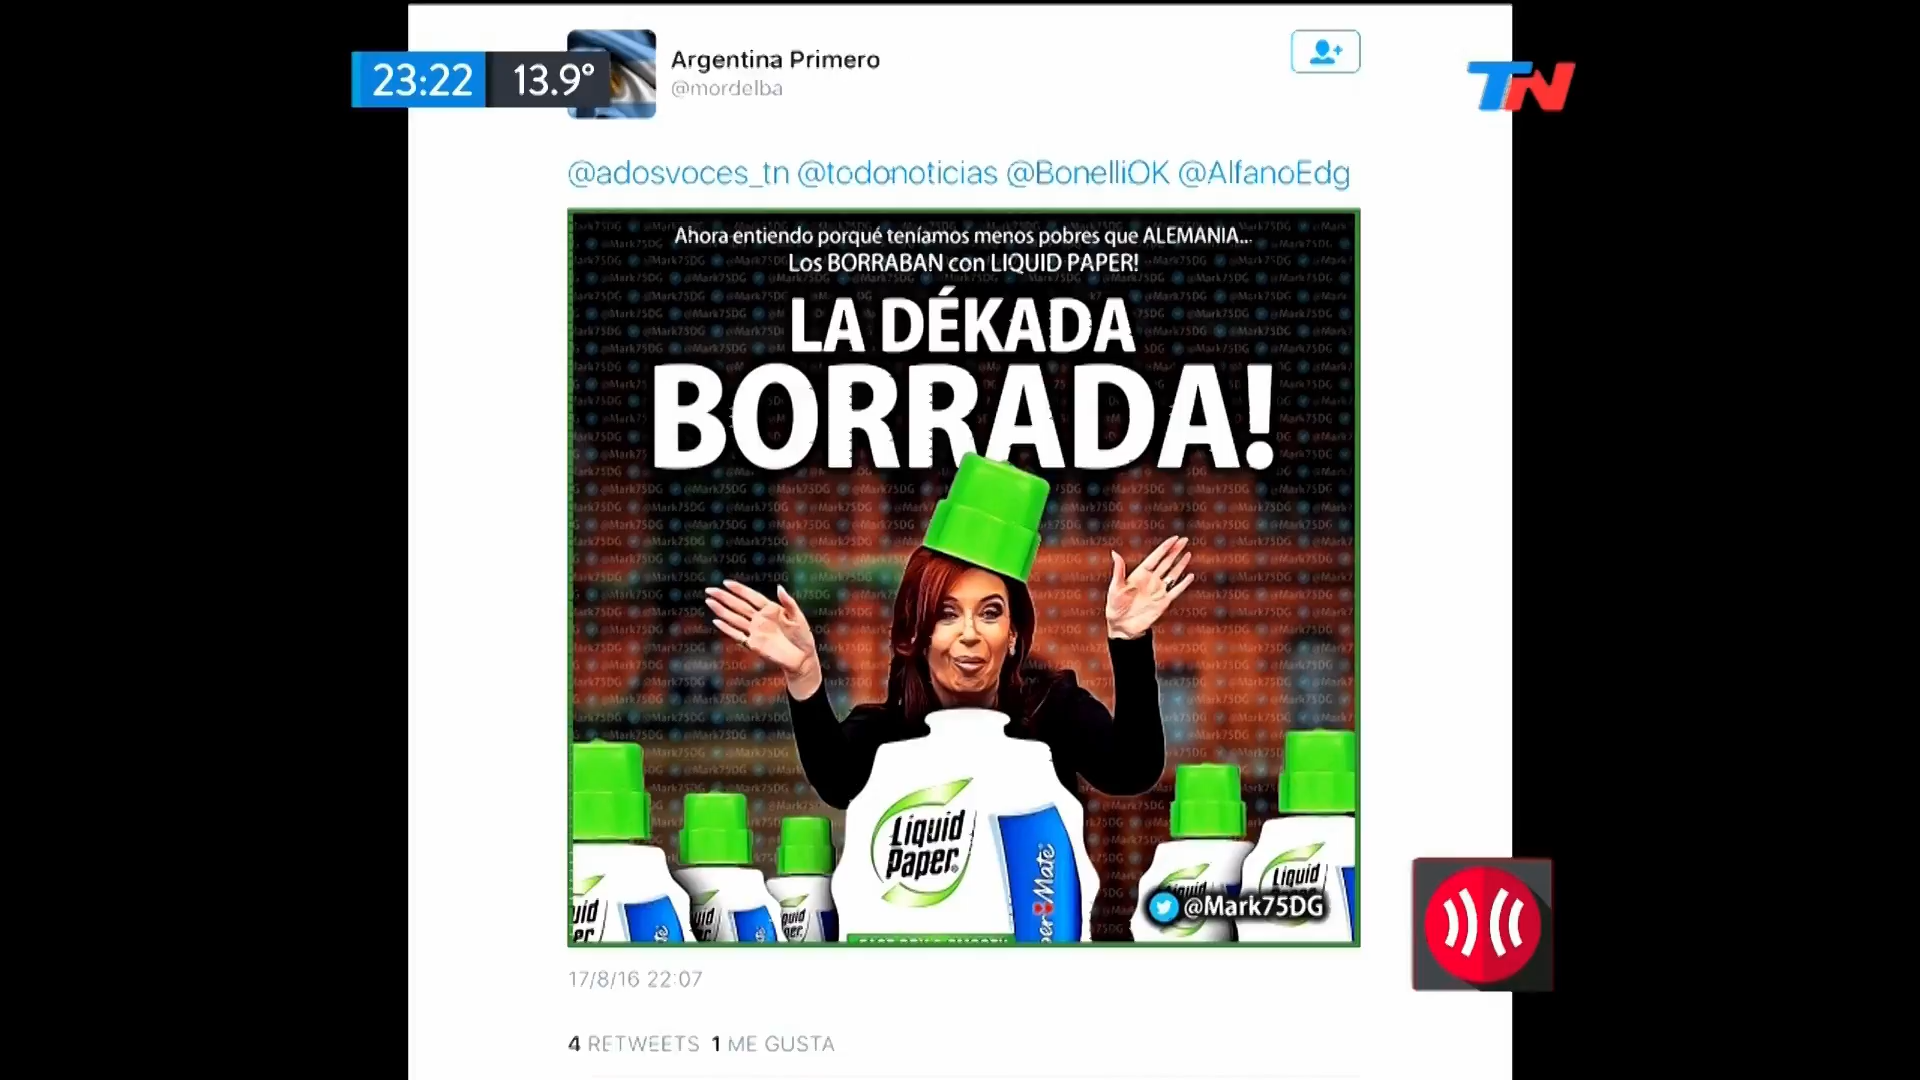 23:22 13.9°
Argentina Primero
@mordelba
TN
@adosvoces_tn @todonoticias @BonelliOK @AlfanoEdg
Ahora entiendo porqué teníamos menos pobres que ALEMANIA...
Los BORRABAN con LIQUID PAPER!
LA DÉKADA
BORRADA!
Liquid
Paper®
@Mark75DG
17/8/16 22:07
4 RETWEETS 1 ME GUSTA